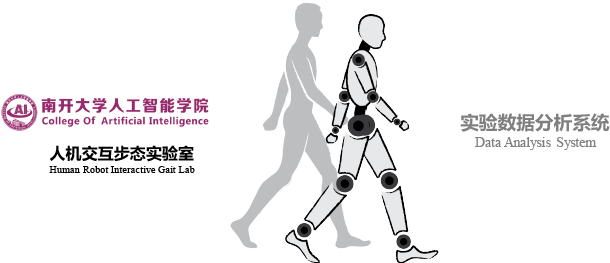 AI
南开大学人工智能学院
College Of Artificial Intelligence
人机交互步态实验室
Human Robot Interactive Gait Lab
实验数据分析系统
Data Analysis System